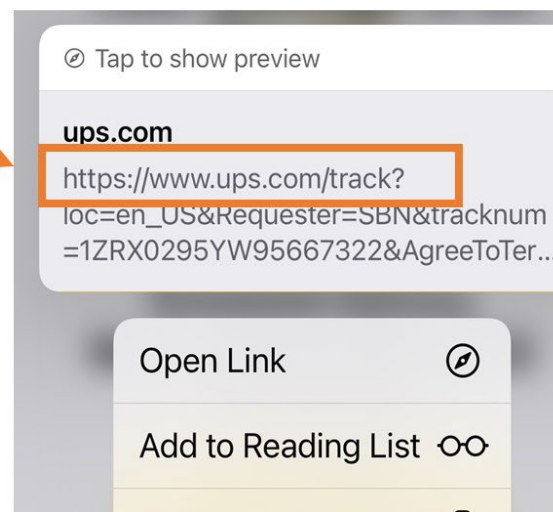 Tap to show preview
ups.com
https://www.ups.com/track?
loc=en_US&Requester=SBN&tracknum
=1ZRX0295YW95667322&AgreeToTer...
Open Link
Add to Reading List